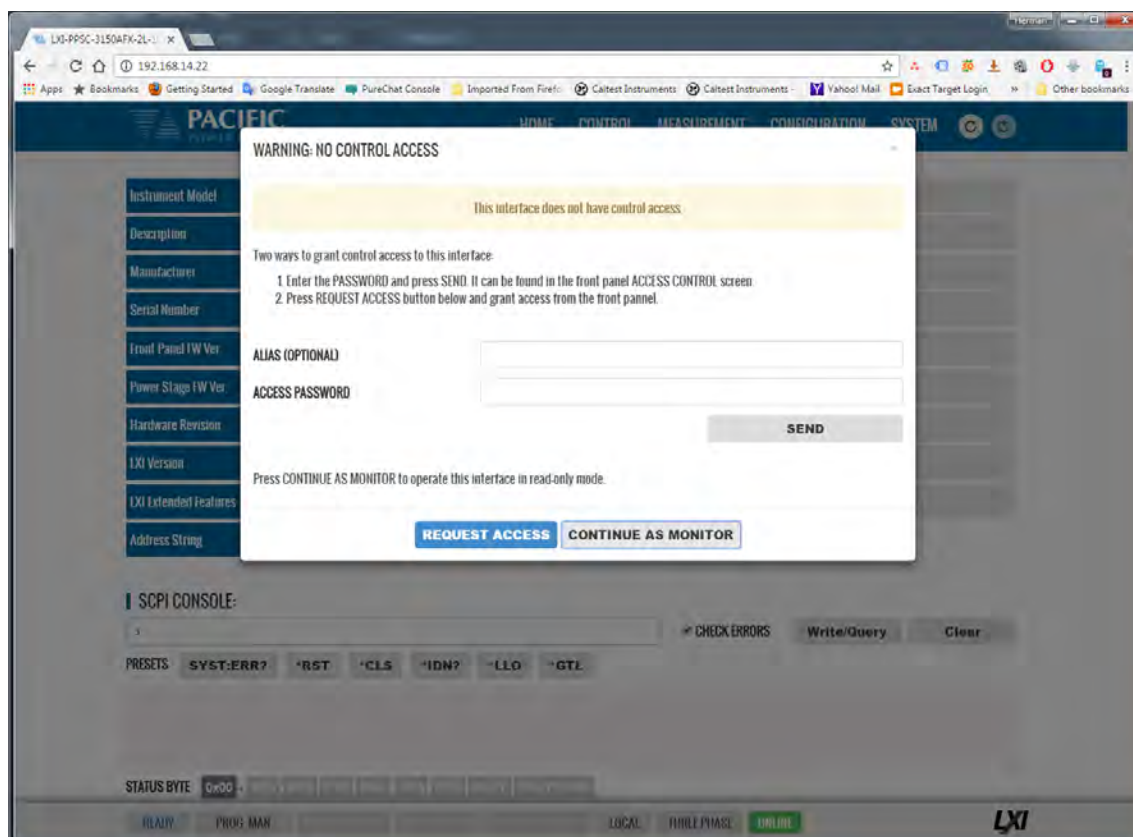 Herman
LXI-PPSC-3150AFX-2L-
192.168.14.22
Apps Bookmarks Getting Started Google Translate PureChat Console Imported From Firef Caltest Instruments Caltest Instruments - Yahoo! Mail Exact Target Login » Other bookmarks
PACIFIC HOME CONTROL MEASUREMENT CONFIGURATION SYSTEM
WARNING: NO CONTROL ACCESS
This interface does not have control access
Two ways to grant control access to this interface:
1. Enter the PASSWORD and press SEND. It can be found in the front panel ACCESS CONTROL screen
2. Press REQUEST ACCESS button below and grant access from the front pannel.
ALIAS (OPTIONAL)
ACCESS PASSWORD
SEND
Press CONTINUE AS MONITOR to operate this interface in read-only mode.
REQUEST ACCESS CONTINUE AS MONITOR
Instrument Model
Description
Manufacturer
Serial Number
Front Panel FW Ver
Power Stage FW Ver
Hardware Revision
LXI Version
LXI Extended Features
Address String
SCPI CONSOLE:
CHECK ERRORS Write/Query Clear
PRESETS SYST:ERR? *RST *CLS *IDN? *LLO *GTL
STATUS BYTE 0x00
READY PROG: MAN LOCAL THREE PHASE ONLINE LXI